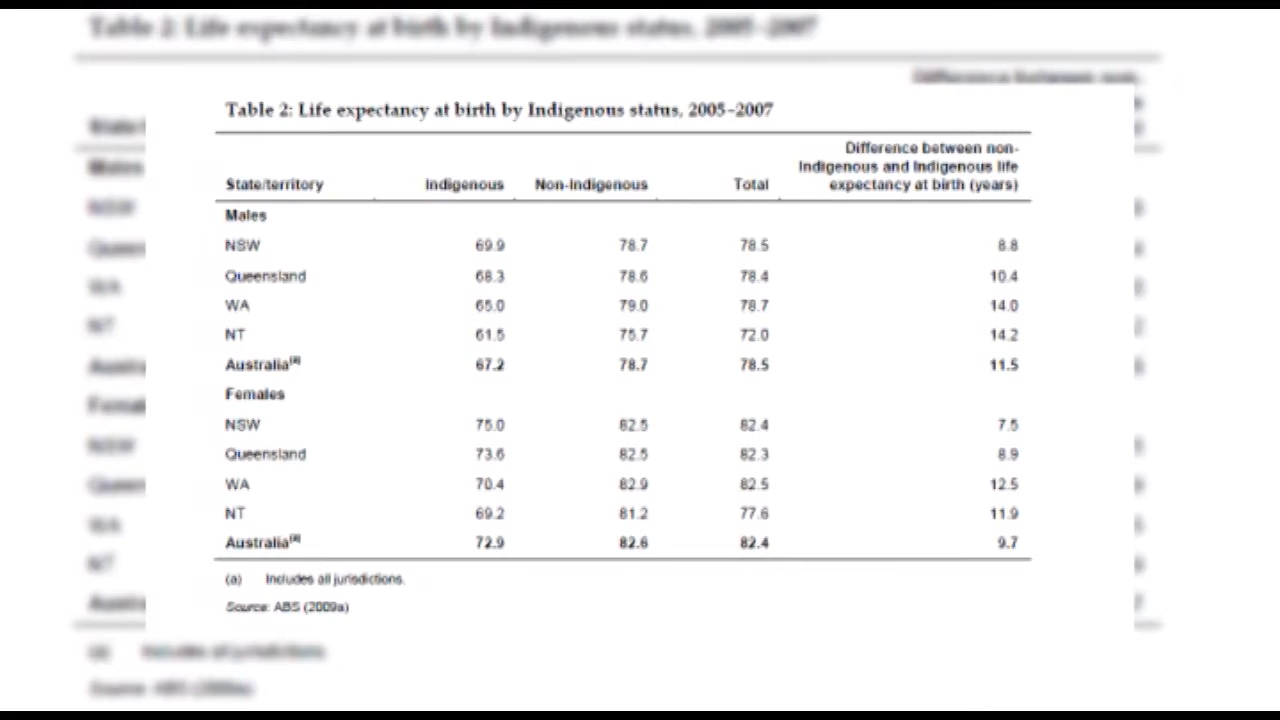 Table 2: Life expectancy at birth by Indigenous status, 2005–2007
Difference between non-
Indigenous and Indigenous life
State/territory Indigenous Non-Indigenous Total expectancy at birth (years)
Males
NSW 69.9 78.7 78.5 8.8
Queensland 68.3 78.6 78.4 10.4
WA 65.0 79.0 78.7 14.0
NT 61.5 75.7 72.0 14.2
Australia(a) 67.2 78.7 78.5 11.5
Females
NSW 75.0 82.5 82.4 7.5
Queensland 73.6 82.5 82.3 8.9
WA 70.4 82.9 82.5 12.5
NT 69.2 81.2 77.6 11.9
Australia(a) 72.9 82.6 82.4 9.7
(a) Includes all jurisdictions.
Source: ABS (2009a)